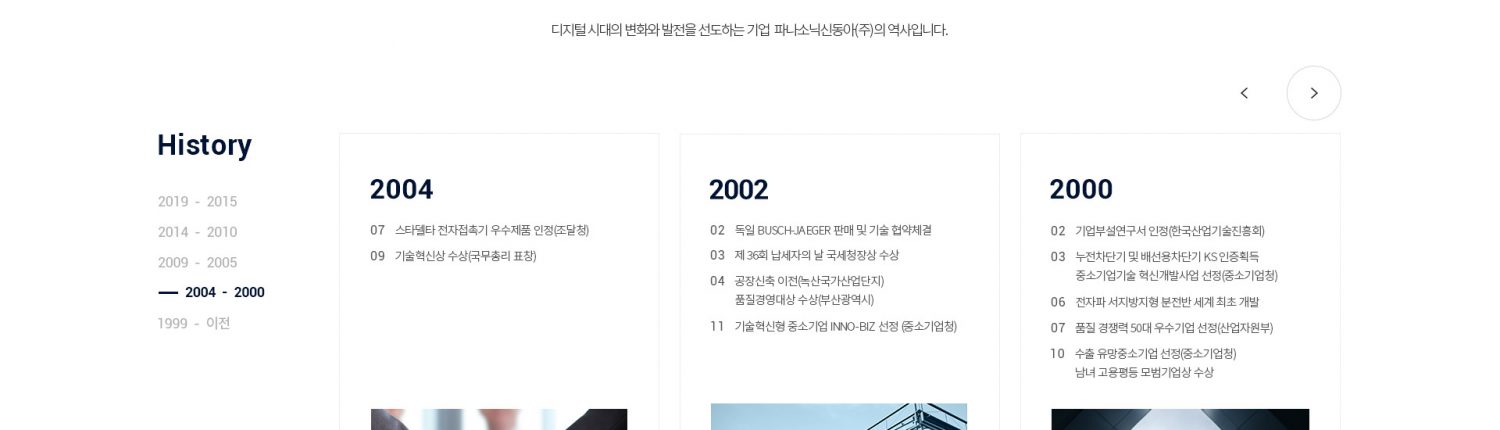 디지털 시대의 변화와 발전을 선도하는 기업 파나소닉신동아(주)의 역사입니다.
History
2019 - 2015
2014 - 2010
2009 - 2005
2004 - 2000
1999 - 이전
2004
07 스타델타 전자접촉기 우수제품 인정(조달청)
09 기술혁신상 수상(국무총리 표창)
2002
02 독일 BUSCH-JAEGER 판매 및 기술 협약체결
03 제 36회 납세자의 날 국세청장상 수상
04 공장신축 이전(녹산국가산업단지)
품질경영대상 수상(부산광역시)
11 기술혁신형 중소기업 INNO-BIZ 선정 (중소기업청)
2000
02 기업부설연구서 인정(한국산업기술진흥회)
03 누전차단기 및 배선용차단기 KS 인증획득
중소기업기술 혁신개발사업 선정(중소기업청)
06 전자파 서지방지형 분전반 세계 최초 개발
07 품질 경쟁력 50대 우수기업 선정(산업자원부)
10 수출 유망중소기업 선정(중소기업청)
남녀 고용평등 모범기업상 수상